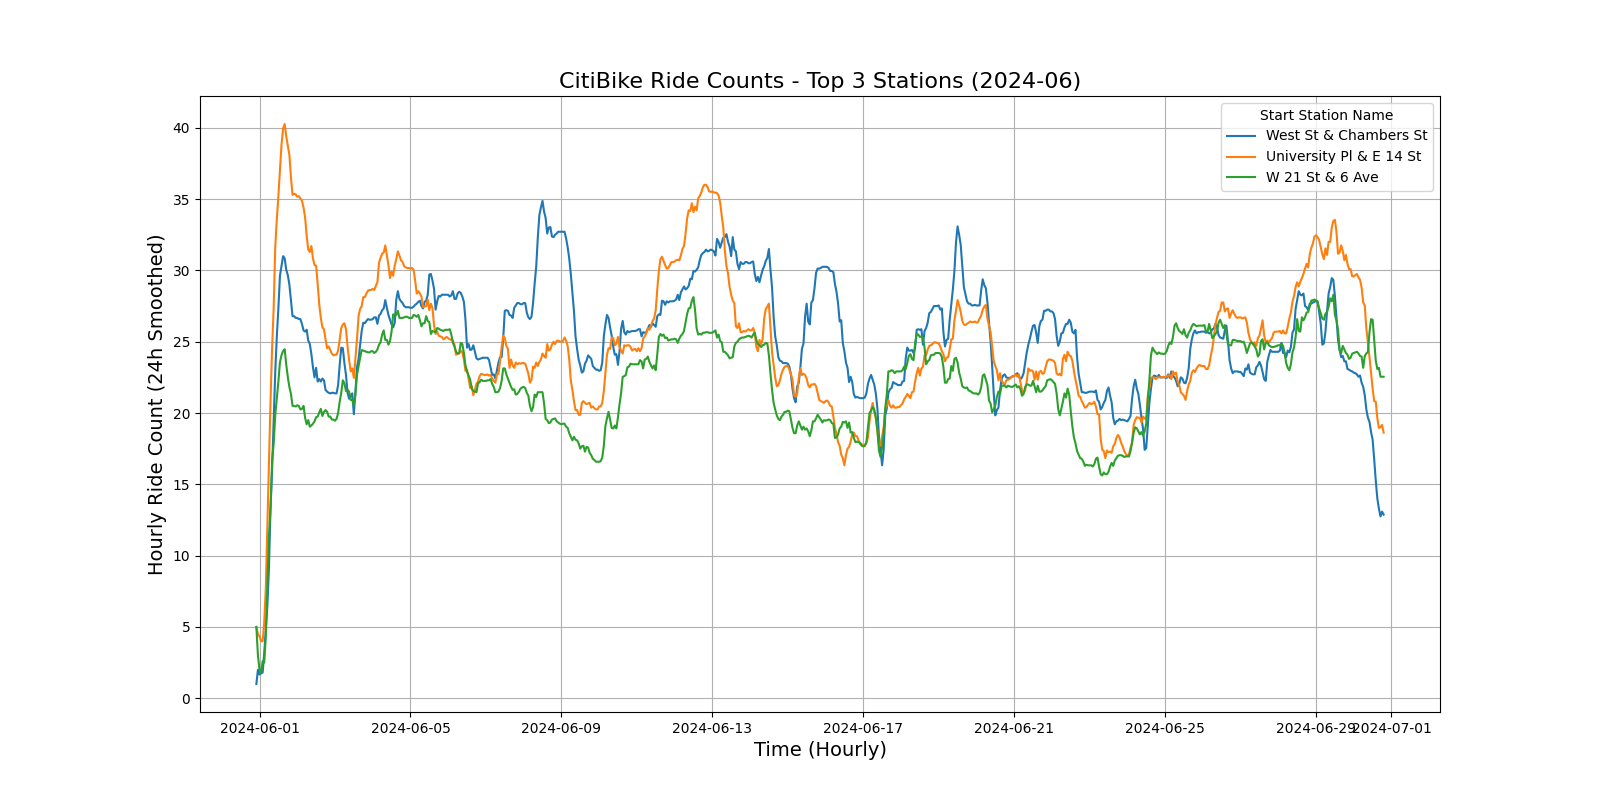 CitiBike Ride Counts - Top 3 Stations (2024-06)
Hourly Ride Count (24h Smoothed)
40
35
30
25
20
15
10
5
0
Start Station Name
West St & Chambers St
University Pl & E 14 St
W 21 St & 6 Ave
2024-06-01 2024-06-05 2024-06-09 2024-06-13 2024-06-17 2024-06-21 2024-06-25 2024-06-29 2024-07-01
Time (Hourly)